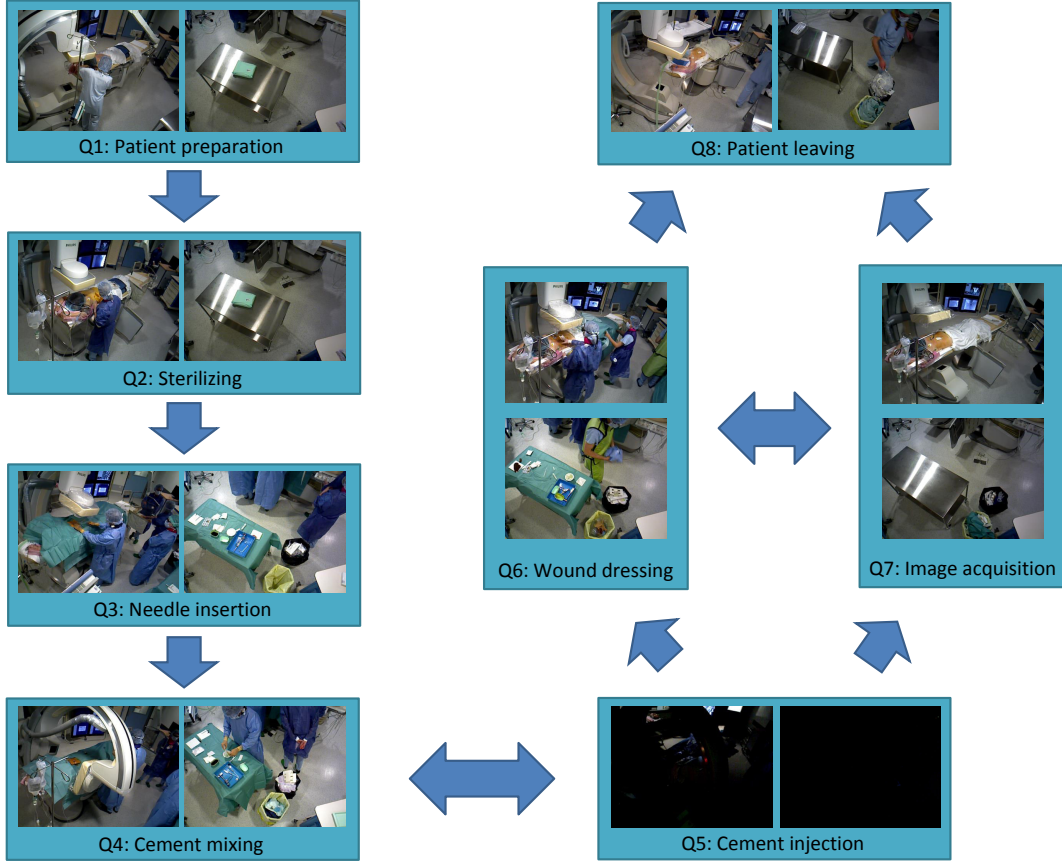 Q1: Patient preparation
Q2: Sterilizing
Q3: Needle insertion
Q4: Cement mixing
Q5: Cement injection
Q6: Wound dressing
Q7: Image acquisition
Q8: Patient leaving